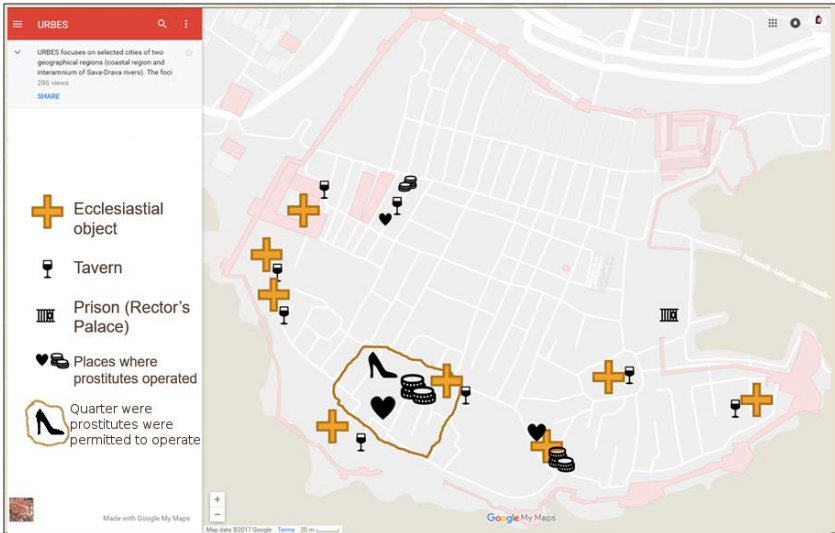 URBES
URBES focuses on selected cities of two
geographical regions (coastal region and
interamnium of Sava-Drava rivers). The foci
286 views
SHARE
Ecclesiastial
object
Tavern
Prison (Rector's
Palace)
Places where
prostitutes operated
Quarter were
prostitutes were
permitted to operate
Made with Google My Maps
+
−
Map data ©2017 Google Terms 20 m
Google My Maps